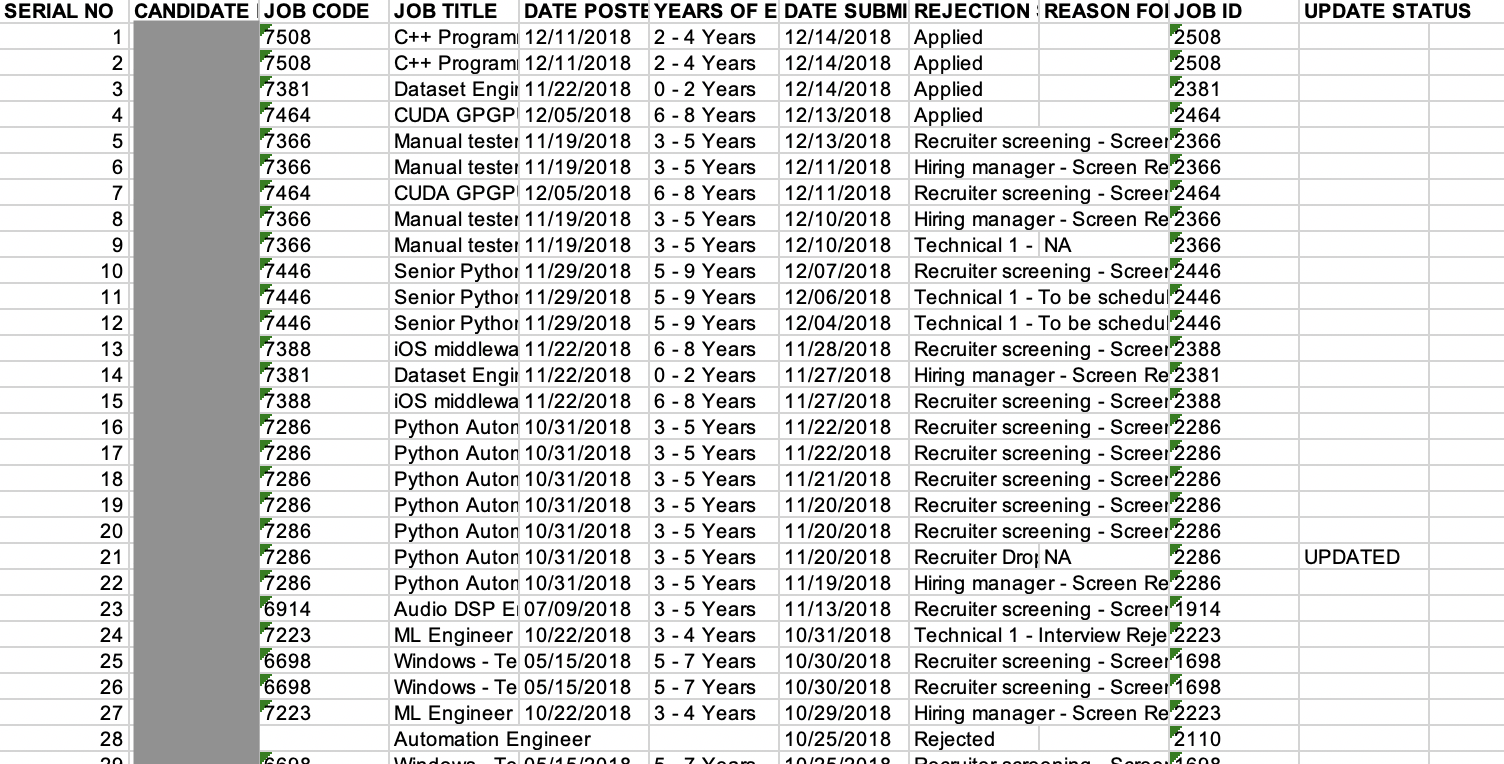 SERIAL NO CANDIDATE JOB CODE JOB TITLE DATE POSTE YEARS OF E DATE SUBMI REJECTION REASON FOI JOB ID UPDATE STATUS
1 7508 C++ Program 12/11/2018 2 - 4 Years 12/14/2018 Applied 2508
2 7508 C++ Program 12/11/2018 2 - 4 Years 12/14/2018 Applied 2508
3 7381 Dataset Engir 11/22/2018 0 - 2 Years 12/14/2018 Applied 2381
4 7464 CUDA GPGP 12/05/2018 6 - 8 Years 12/13/2018 Applied 2464
5 7366 Manual tester 11/19/2018 3 - 5 Years 12/13/2018 Recruiter screening - Screer 2366
6 7366 Manual tester 11/19/2018 3 - 5 Years 12/11/2018 Hiring manager - Screen Re 2366
7 7464 CUDA GPGP 12/05/2018 6 - 8 Years 12/11/2018 Recruiter screening - Screer 2464
8 7366 Manual tester 11/19/2018 3 - 5 Years 12/10/2018 Hiring manager - Screen Re 2366
9 7366 Manual tester 11/19/2018 3 - 5 Years 12/10/2018 Technical 1 - NA 2366
10 7446 Senior Pythor 11/29/2018 5 - 9 Years 12/07/2018 Recruiter screening - Screer 2446
11 7446 Senior Pythor 11/29/2018 5 - 9 Years 12/06/2018 Technical 1 - To be schedul 2446
12 7446 Senior Pythor 11/29/2018 5 - 9 Years 12/04/2018 Technical 1 - To be schedul 2446
13 7388 iOS middlewa 11/22/2018 6 - 8 Years 11/28/2018 Recruiter screening - Screer 2388
14 7381 Dataset Engir 11/22/2018 0 - 2 Years 11/27/2018 Hiring manager - Screen Re 2381
15 7388 iOS middlewa 11/22/2018 6 - 8 Years 11/27/2018 Recruiter screening - Screer 2388
16 7286 Python Auton 10/31/2018 3 - 5 Years 11/22/2018 Recruiter screening - Screer 2286
17 7286 Python Auton 10/31/2018 3 - 5 Years 11/22/2018 Recruiter screening - Screer 2286
18 7286 Python Auton 10/31/2018 3 - 5 Years 11/21/2018 Recruiter screening - Screer 2286
19 7286 Python Auton 10/31/2018 3 - 5 Years 11/20/2018 Recruiter screening - Screer 2286
20 7286 Python Auton 10/31/2018 3 - 5 Years 11/20/2018 Recruiter screening - Screer 2286
21 7286 Python Auton 10/31/2018 3 - 5 Years 11/20/2018 Recruiter Drop NA 2286 UPDATED
22 7286 Python Auton 10/31/2018 3 - 5 Years 11/19/2018 Hiring manager - Screen Re 2286
23 6914 Audio DSP E 07/09/2018 3 - 5 Years 11/13/2018 Recruiter screening - Screer 1914
24 7223 ML Engineer 10/22/2018 3 - 4 Years 10/31/2018 Technical 1 - Interview Reje 2223
25 6698 Windows - Te 05/15/2018 5 - 7 Years 10/30/2018 Recruiter screening - Screer 1698
26 6698 Windows - Te 05/15/2018 5 - 7 Years 10/30/2018 Recruiter screening - Screer 1698
27 7223 ML Engineer 10/22/2018 3 - 4 Years 10/29/2018 Hiring manager - Screen Re 2223
28 Automation Engineer 10/25/2018 Rejected 2110
29 6698 Windows - Te 05/15/2018 5 - 7 Years 10/25/2018 Recruiter screening - Screer 1698